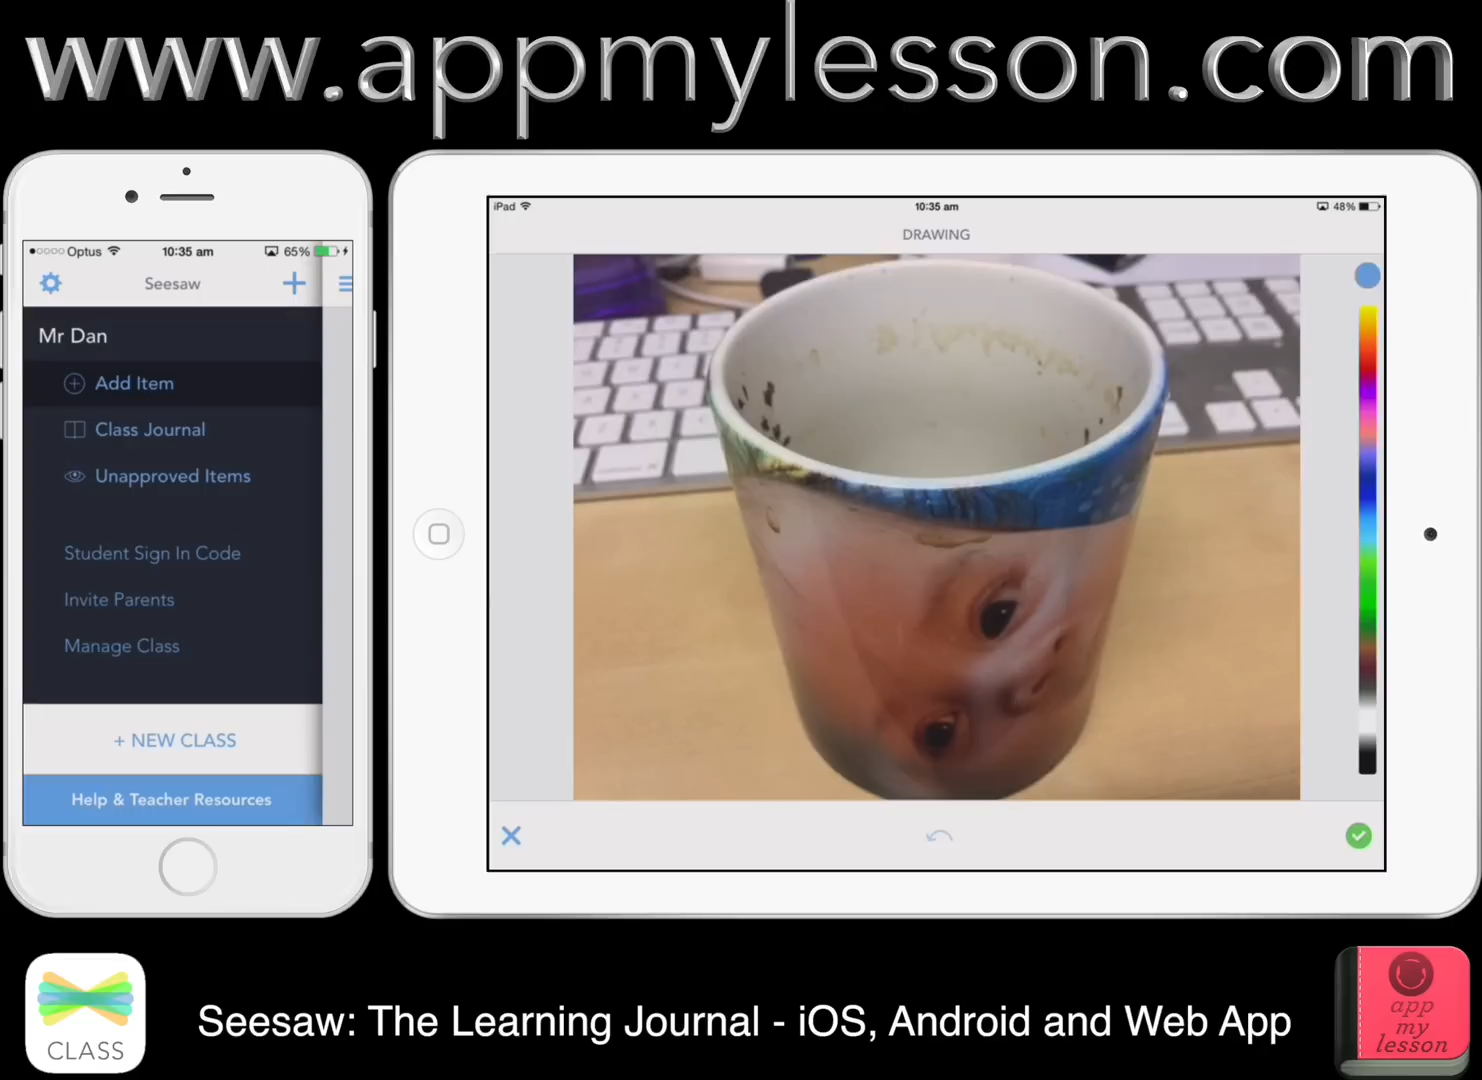 www.appmylesson.com
Optus 10:35 am 65%
Seesaw
Mr Dan
Add Item
Class Journal
Unapproved Items
Student Sign In Code
Invite Parents
Manage Class
+ NEW CLASS
Help & Teacher Resources
iPad 10:35 am 48%
DRAWING
CLASS
Seesaw: The Learning Journal - iOS, Android and Web App
app
my
lesson